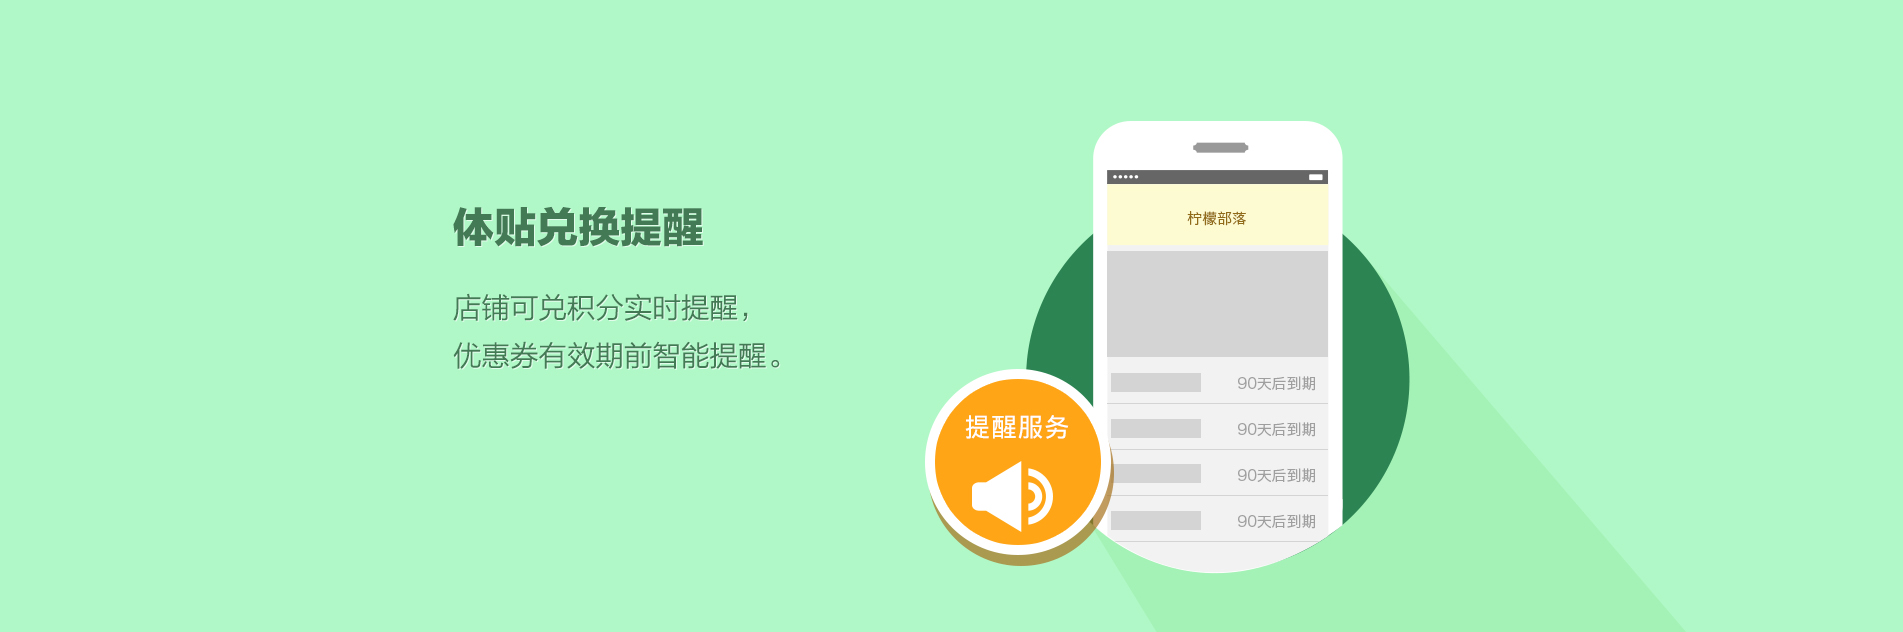 体贴兑换提醒
店铺可兑积分实时提醒，
优惠券有效期前智能提醒。
柠檬部落
90天后到期
90天后到期
90天后到期
90天后到期
提醒服务